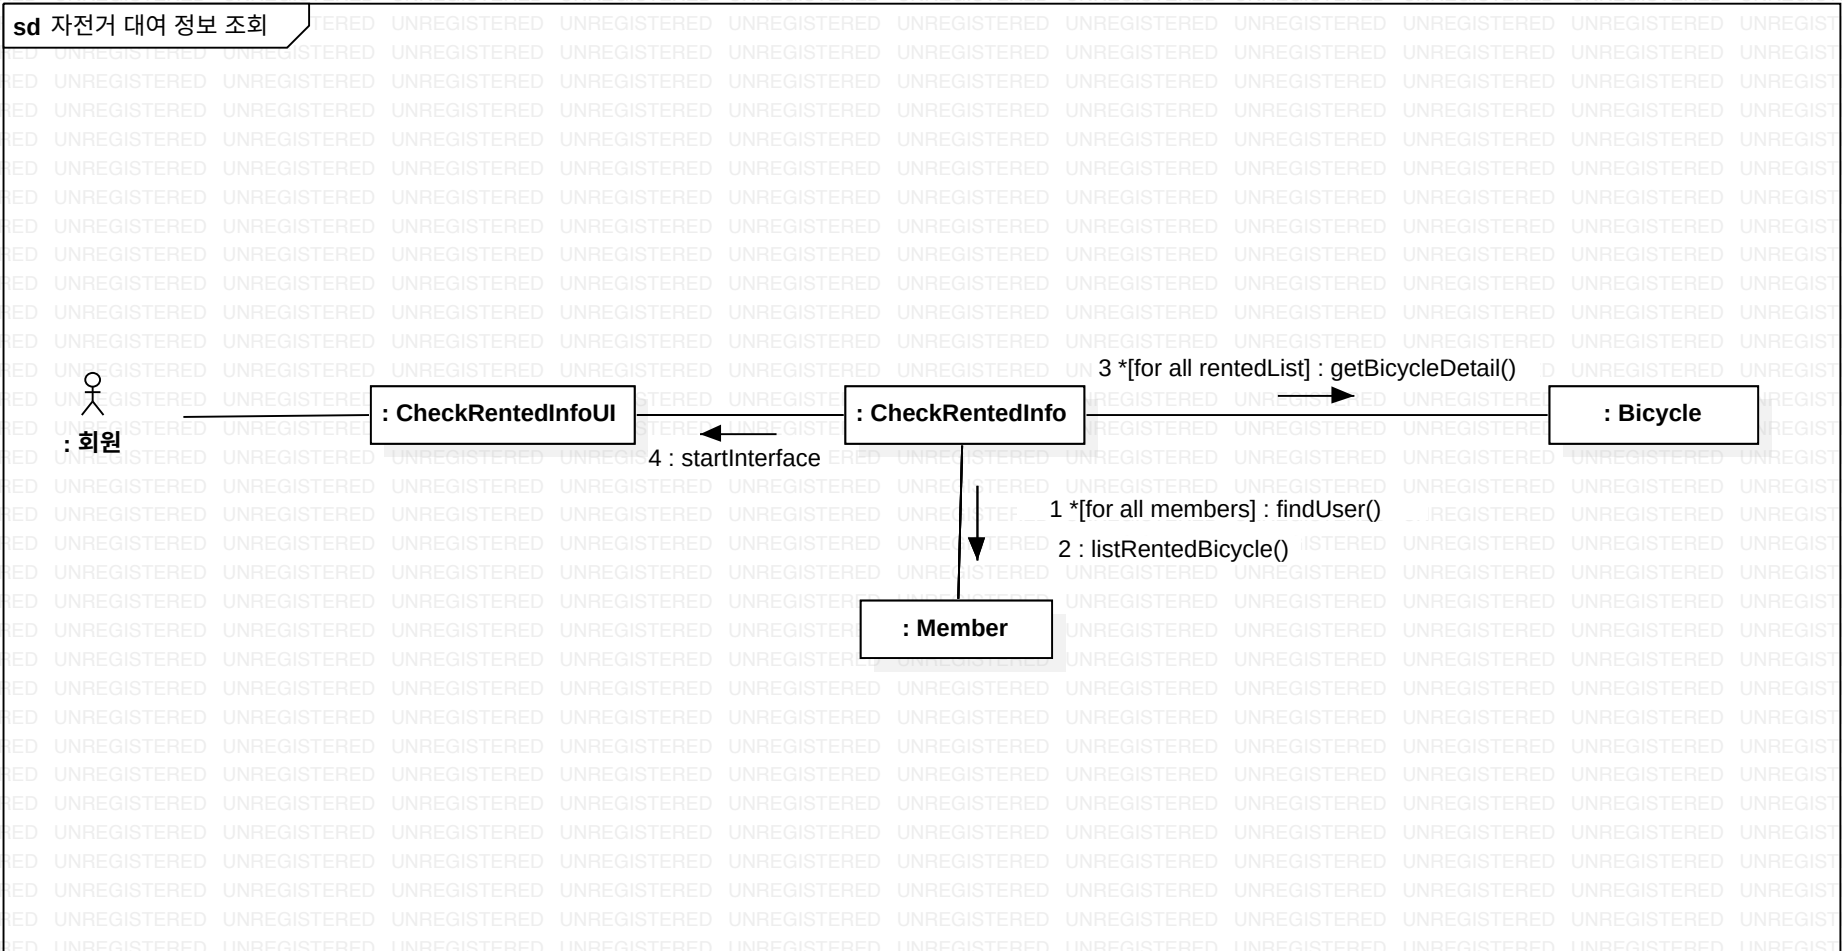 sd 자전거 대여 정보 조회
3 *[for all rentedList] : getBicycleDetail()
: CheckRentedInfoUI
: CheckRentedInfo
: Bicycle
: 회원
4 : startInterface
1 *[for all members] : findUser()
2 : listRentedBicycle()
: Member
UNREGISTERED